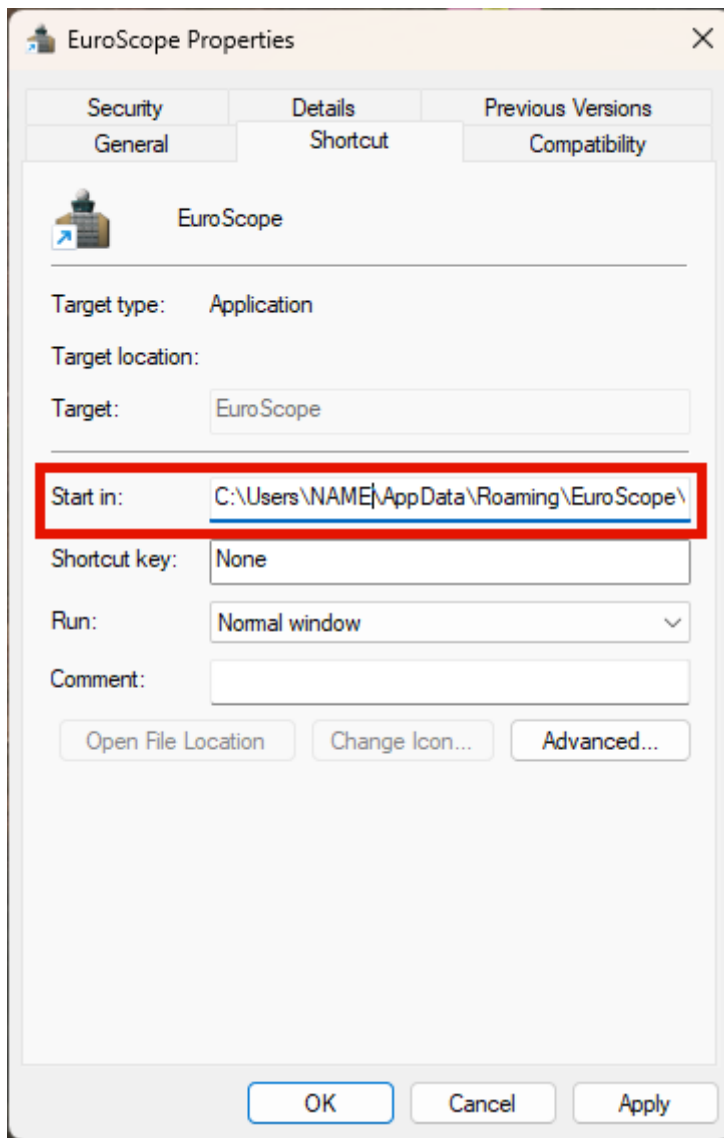 EuroScope Properties
Security Details Previous Versions
General Shortcut Compatibility
EuroScope
Target type: Application
Target location:
Target: EuroScope
Start in: C:\Users\NAME\AppData\Roaming\EuroScope\
Shortcut key: None
Run: Normal window
Comment:
Open File Location Change Icon... Advanced...
OK Cancel Apply